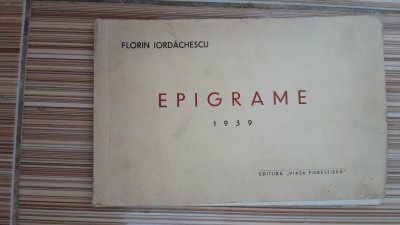 FLORIN IORDĂCHESCU
EPIGRAME
1939
EDITURA „VIAȚA FORESTIERĂ"